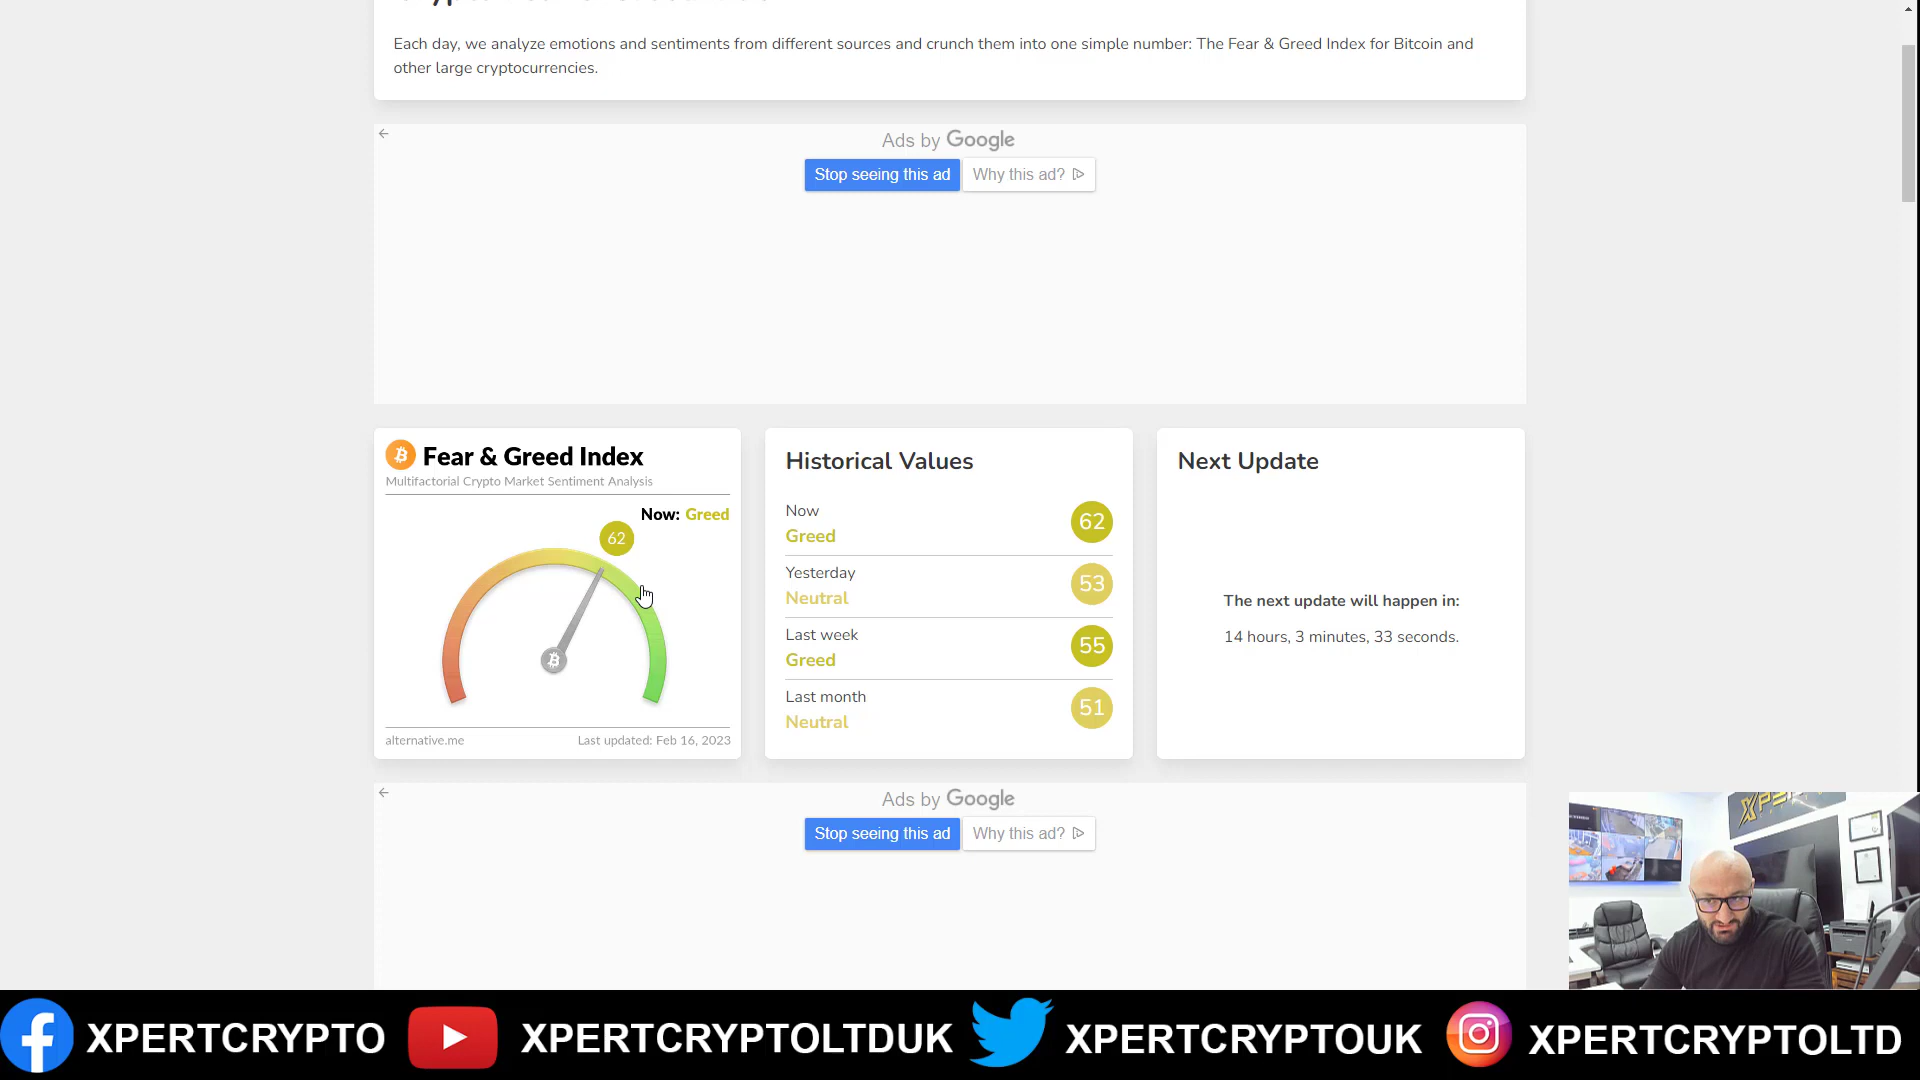 Each day, we analyze emotions and sentiments from different sources and crunch them into one simple number: The Fear & Greed Index for Bitcoin and
other large cryptocurrencies.
Ads by Google
Stop seeing this ad
Why this ad?
Fear & Greed Index
Multifactorial Crypto Market Sentiment Analysis
Now: Greed
62
alternative.me
Last updated: Feb 16, 2023
Historical Values
Now
Greed
62
Yesterday
Neutral
53
Last week
Greed
55
Last month
Neutral
51
Next Update
The next update will happen in:
14 hours, 3 minutes, 33 seconds.
Ads by Google
Stop seeing this ad
Why this ad?
XPERTCRYPTO
XPERTCRYPTOLTDUK
XPERTCRYPTOUK
XPERTCRYPTOLTD